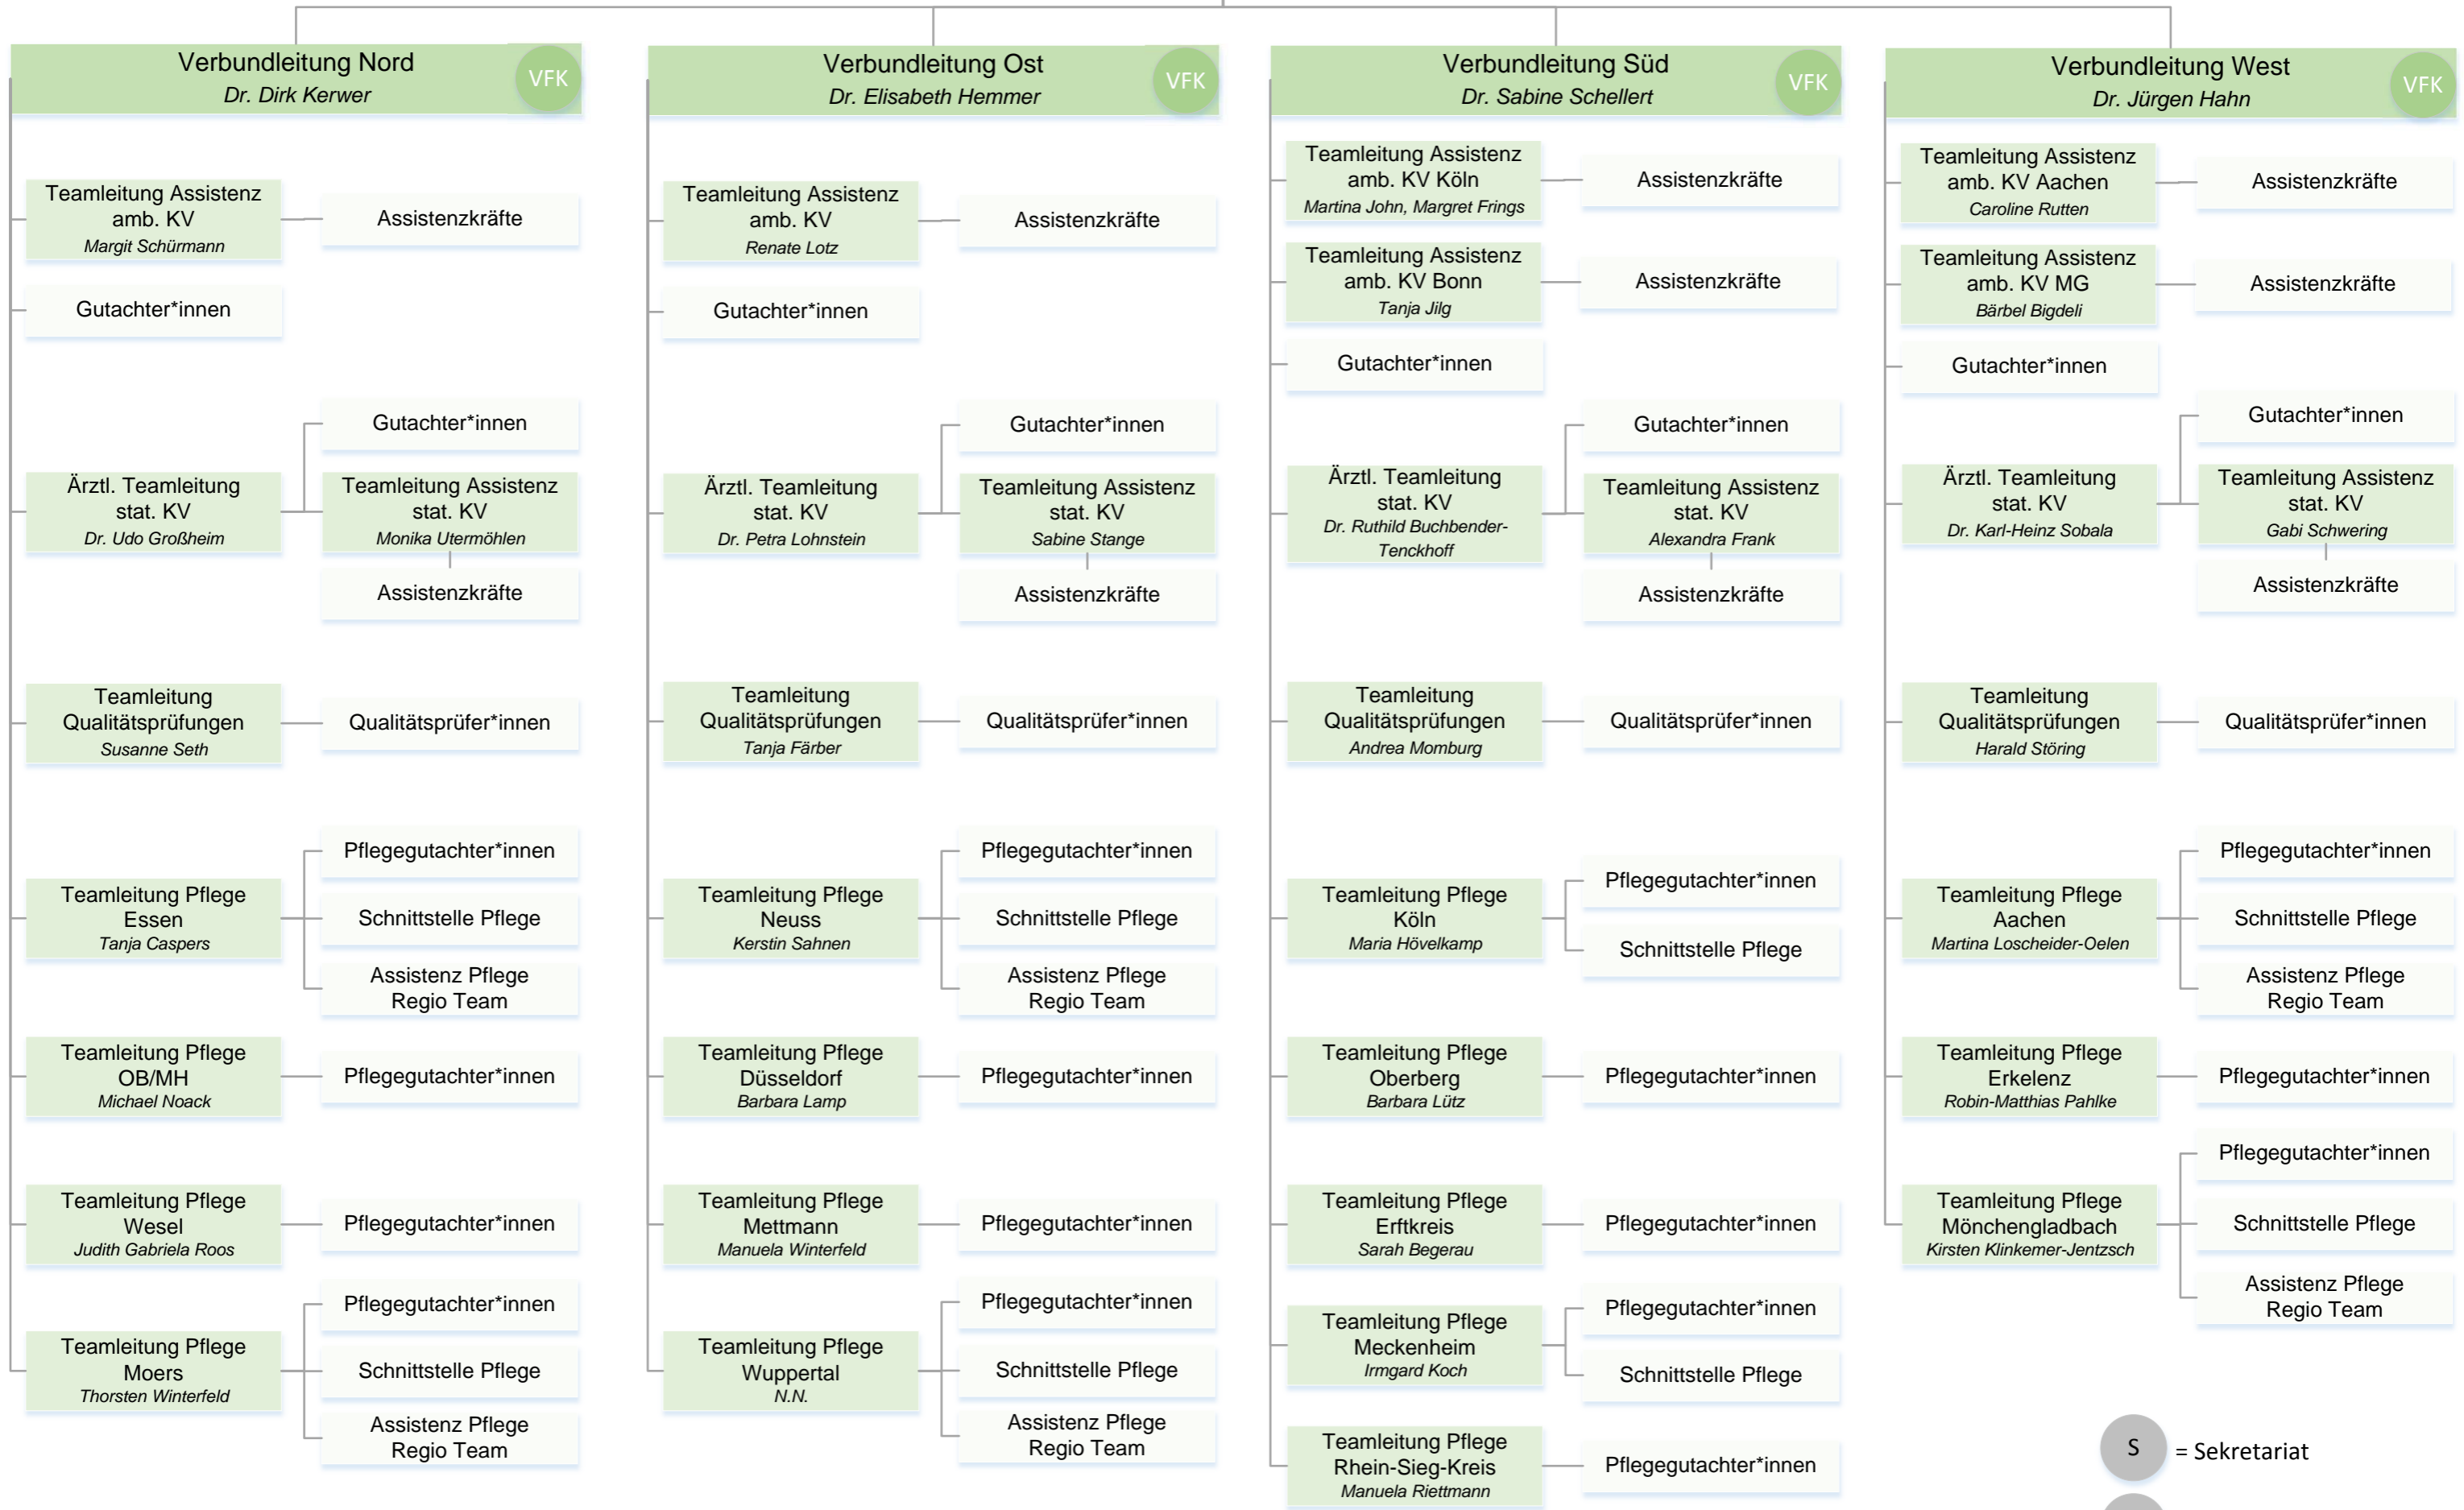 Verbundleitung Nord
Dr. Dirk Kerwer
VFK
Teamleitung Assistenz
amb. KV
Margit Schürmann
Assistenzkräfte
Gutachter*innen
Gutachter*innen
Ärztl. Teamleitung
stat. KV
Dr. Udo Großheim
Teamleitung Assistenz
stat. KV
Monika Utermöhlen
Assistenzkräfte
Teamleitung
Qualitätsprüfungen
Susanne Seth
Qualitätsprüfer*innen
Teamleitung Pflege
Essen
Tanja Caspers
Pflegegutachter*innen
Schnittstelle Pflege
Assistenz Pflege
Regio Team
Teamleitung Pflege
OB/MH
Michael Noack
Pflegegutachter*innen
Teamleitung Pflege
Wesel
Judith Gabriela Roos
Pflegegutachter*innen
Teamleitung Pflege
Moers
Thorsten Winterfeld
Pflegegutachter*innen
Schnittstelle Pflege
Assistenz Pflege
Regio Team
Verbundleitung Ost
Dr. Elisabeth Hemmer
VFK
Teamleitung Assistenz
amb. KV
Renate Lotz
Assistenzkräfte
Gutachter*innen
Gutachter*innen
Ärztl. Teamleitung
stat. KV
Dr. Petra Lohnstein
Teamleitung Assistenz
stat. KV
Sabine Stange
Assistenzkräfte
Teamleitung
Qualitätsprüfungen
Tanja Färber
Qualitätsprüfer*innen
Teamleitung Pflege
Neuss
Kerstin Sahnen
Pflegegutachter*innen
Schnittstelle Pflege
Assistenz Pflege
Regio Team
Teamleitung Pflege
Düsseldorf
Barbara Lamp
Pflegegutachter*innen
Teamleitung Pflege
Mettmann
Manuela Winterfeld
Pflegegutachter*innen
Teamleitung Pflege
Wuppertal
N.N.
Pflegegutachter*innen
Schnittstelle Pflege
Assistenz Pflege
Regio Team
Verbundleitung Süd
Dr. Sabine Schellert
VFK
Teamleitung Assistenz
amb. KV Köln
Martina John, Margret Frings
Assistenzkräfte
Teamleitung Assistenz
amb. KV Bonn
Tanja Jilg
Assistenzkräfte
Gutachter*innen
Gutachter*innen
Ärztl. Teamleitung
stat. KV
Dr. Ruthild Buchbender-
Tenckhoff
Teamleitung Assistenz
stat. KV
Alexandra Frank
Assistenzkräfte
Teamleitung
Qualitätsprüfungen
Andrea Momburg
Qualitätsprüfer*innen
Teamleitung Pflege
Köln
Maria Hövelkamp
Pflegegutachter*innen
Schnittstelle Pflege
Teamleitung Pflege
Oberberg
Barbara Lütz
Pflegegutachter*innen
Teamleitung Pflege
Erftkreis
Sarah Begerau
Pflegegutachter*innen
Teamleitung Pflege
Meckenheim
Irmgard Koch
Pflegegutachter*innen
Schnittstelle Pflege
Teamleitung Pflege
Rhein-Sieg-Kreis
Manuela Riettmann
Pflegegutachter*innen
Verbundleitung West
Dr. Jürgen Hahn
VFK
Teamleitung Assistenz
amb. KV Aachen
Caroline Rutten
Assistenzkräfte
Teamleitung Assistenz
amb. KV MG
Bärbel Bigdeli
Assistenzkräfte
Gutachter*innen
Gutachter*innen
Ärztl. Teamleitung
stat. KV
Dr. Karl-Heinz Sobala
Teamleitung Assistenz
stat. KV
Gabi Schwering
Assistenzkräfte
Teamleitung
Qualitätsprüfungen
Harald Störing
Qualitätsprüfer*innen
Teamleitung Pflege
Aachen
Martina Loscheider-Oelen
Pflegegutachter*innen
Schnittstelle Pflege
Assistenz Pflege
Regio Team
Teamleitung Pflege
Erkelenz
Robin-Matthias Pahlke
Pflegegutachter*innen
Teamleitung Pflege
Mönchengladbach
Kirsten Klinkemer-Jentzsch
Pflegegutachter*innen
Schnittstelle Pflege
Assistenz Pflege
Regio Team
S = Sekretariat